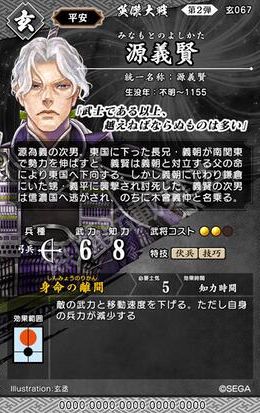 玄
平安
英傑大戦
第2弾
玄067
みなもとのよしかた
源義賢
統一名称：源義賢
生没年：不明～1155
「武士である以上、
越えねばならぬものは多い」
源為義の次男。東国に下った長兄・義朝が南関東
で勢力を伸ばすと、義賢は義朝と対立する父の命
により東国へ下向する。しかし義朝に代わり鎌倉
にいた甥・義平に襲撃され討死した。義賢の次男
は信濃国へ逃がされ、のちに木曾義仲と名乗る。
兵種 武力 知力 武将コスト
弓兵 6 8
特技 伏兵 技巧
しんみょうのりかん
身命の離間
必要士気 5
効果時間 知力時間
効果範囲
敵の武力と移動速度を下げる。ただし自身
の兵力が減少する
Illustration:玄丞
©SEGA
0000-0000-0000-0000-0000